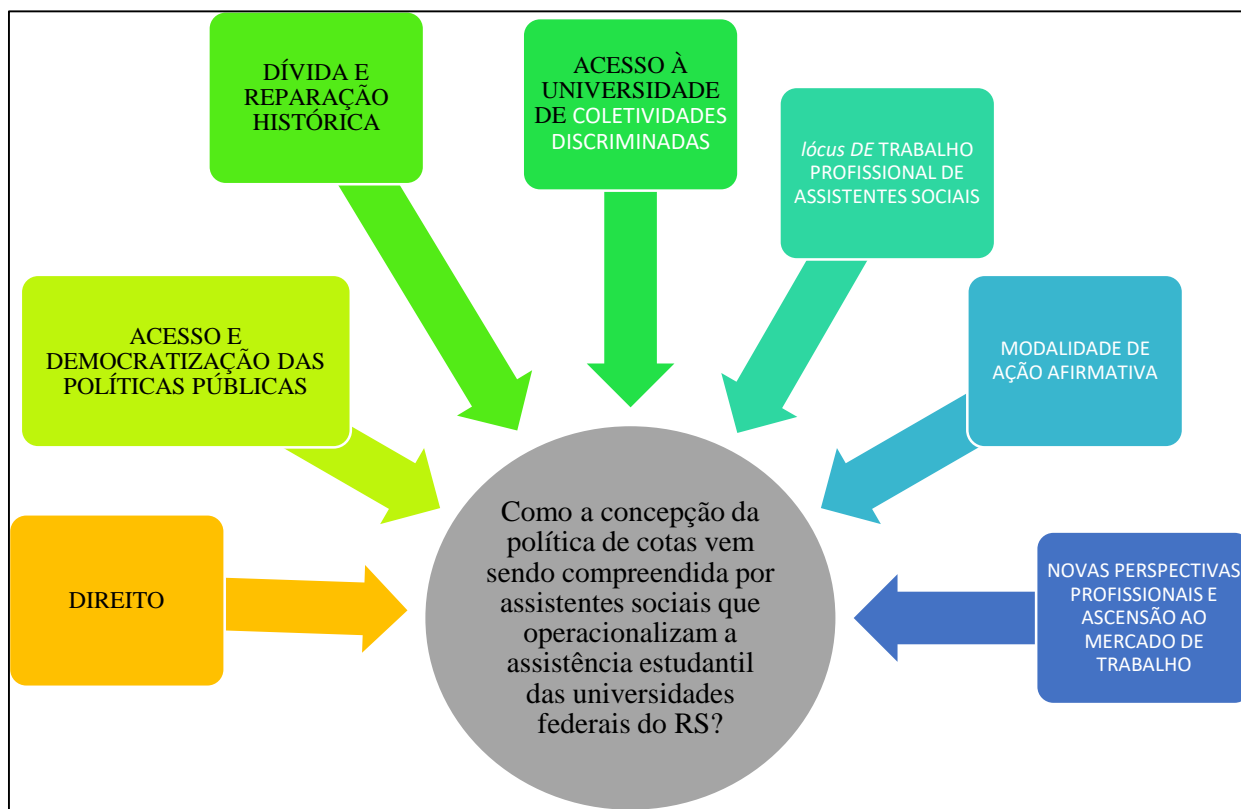 DÍVIDA E
REPARAÇÃO
HISTÓRICA
ACESSO À
UNIVERSIDADE
DE COLETIVIDADES
DISCRIMINADAS
lócus DE TRABALHO
PROFISSIONAL DE
ASSISTENTES SOCIAIS
ACESSO E
DEMOCRATIZAÇÃO DAS
POLÍTICAS PÚBLICAS
MODALIDADE DE
AÇÃO AFIRMATIVA
DIREITO
NOVAS PERSPECTIVAS
PROFISSIONAIS E
ASCENSÃO AO
MERCADO DE
TRABALHO
Como a concepção da
política de cotas vem
sendo compreendida por
assistentes sociais que
operacionalizam a
assistência estudantil
das universidades
federais do RS?